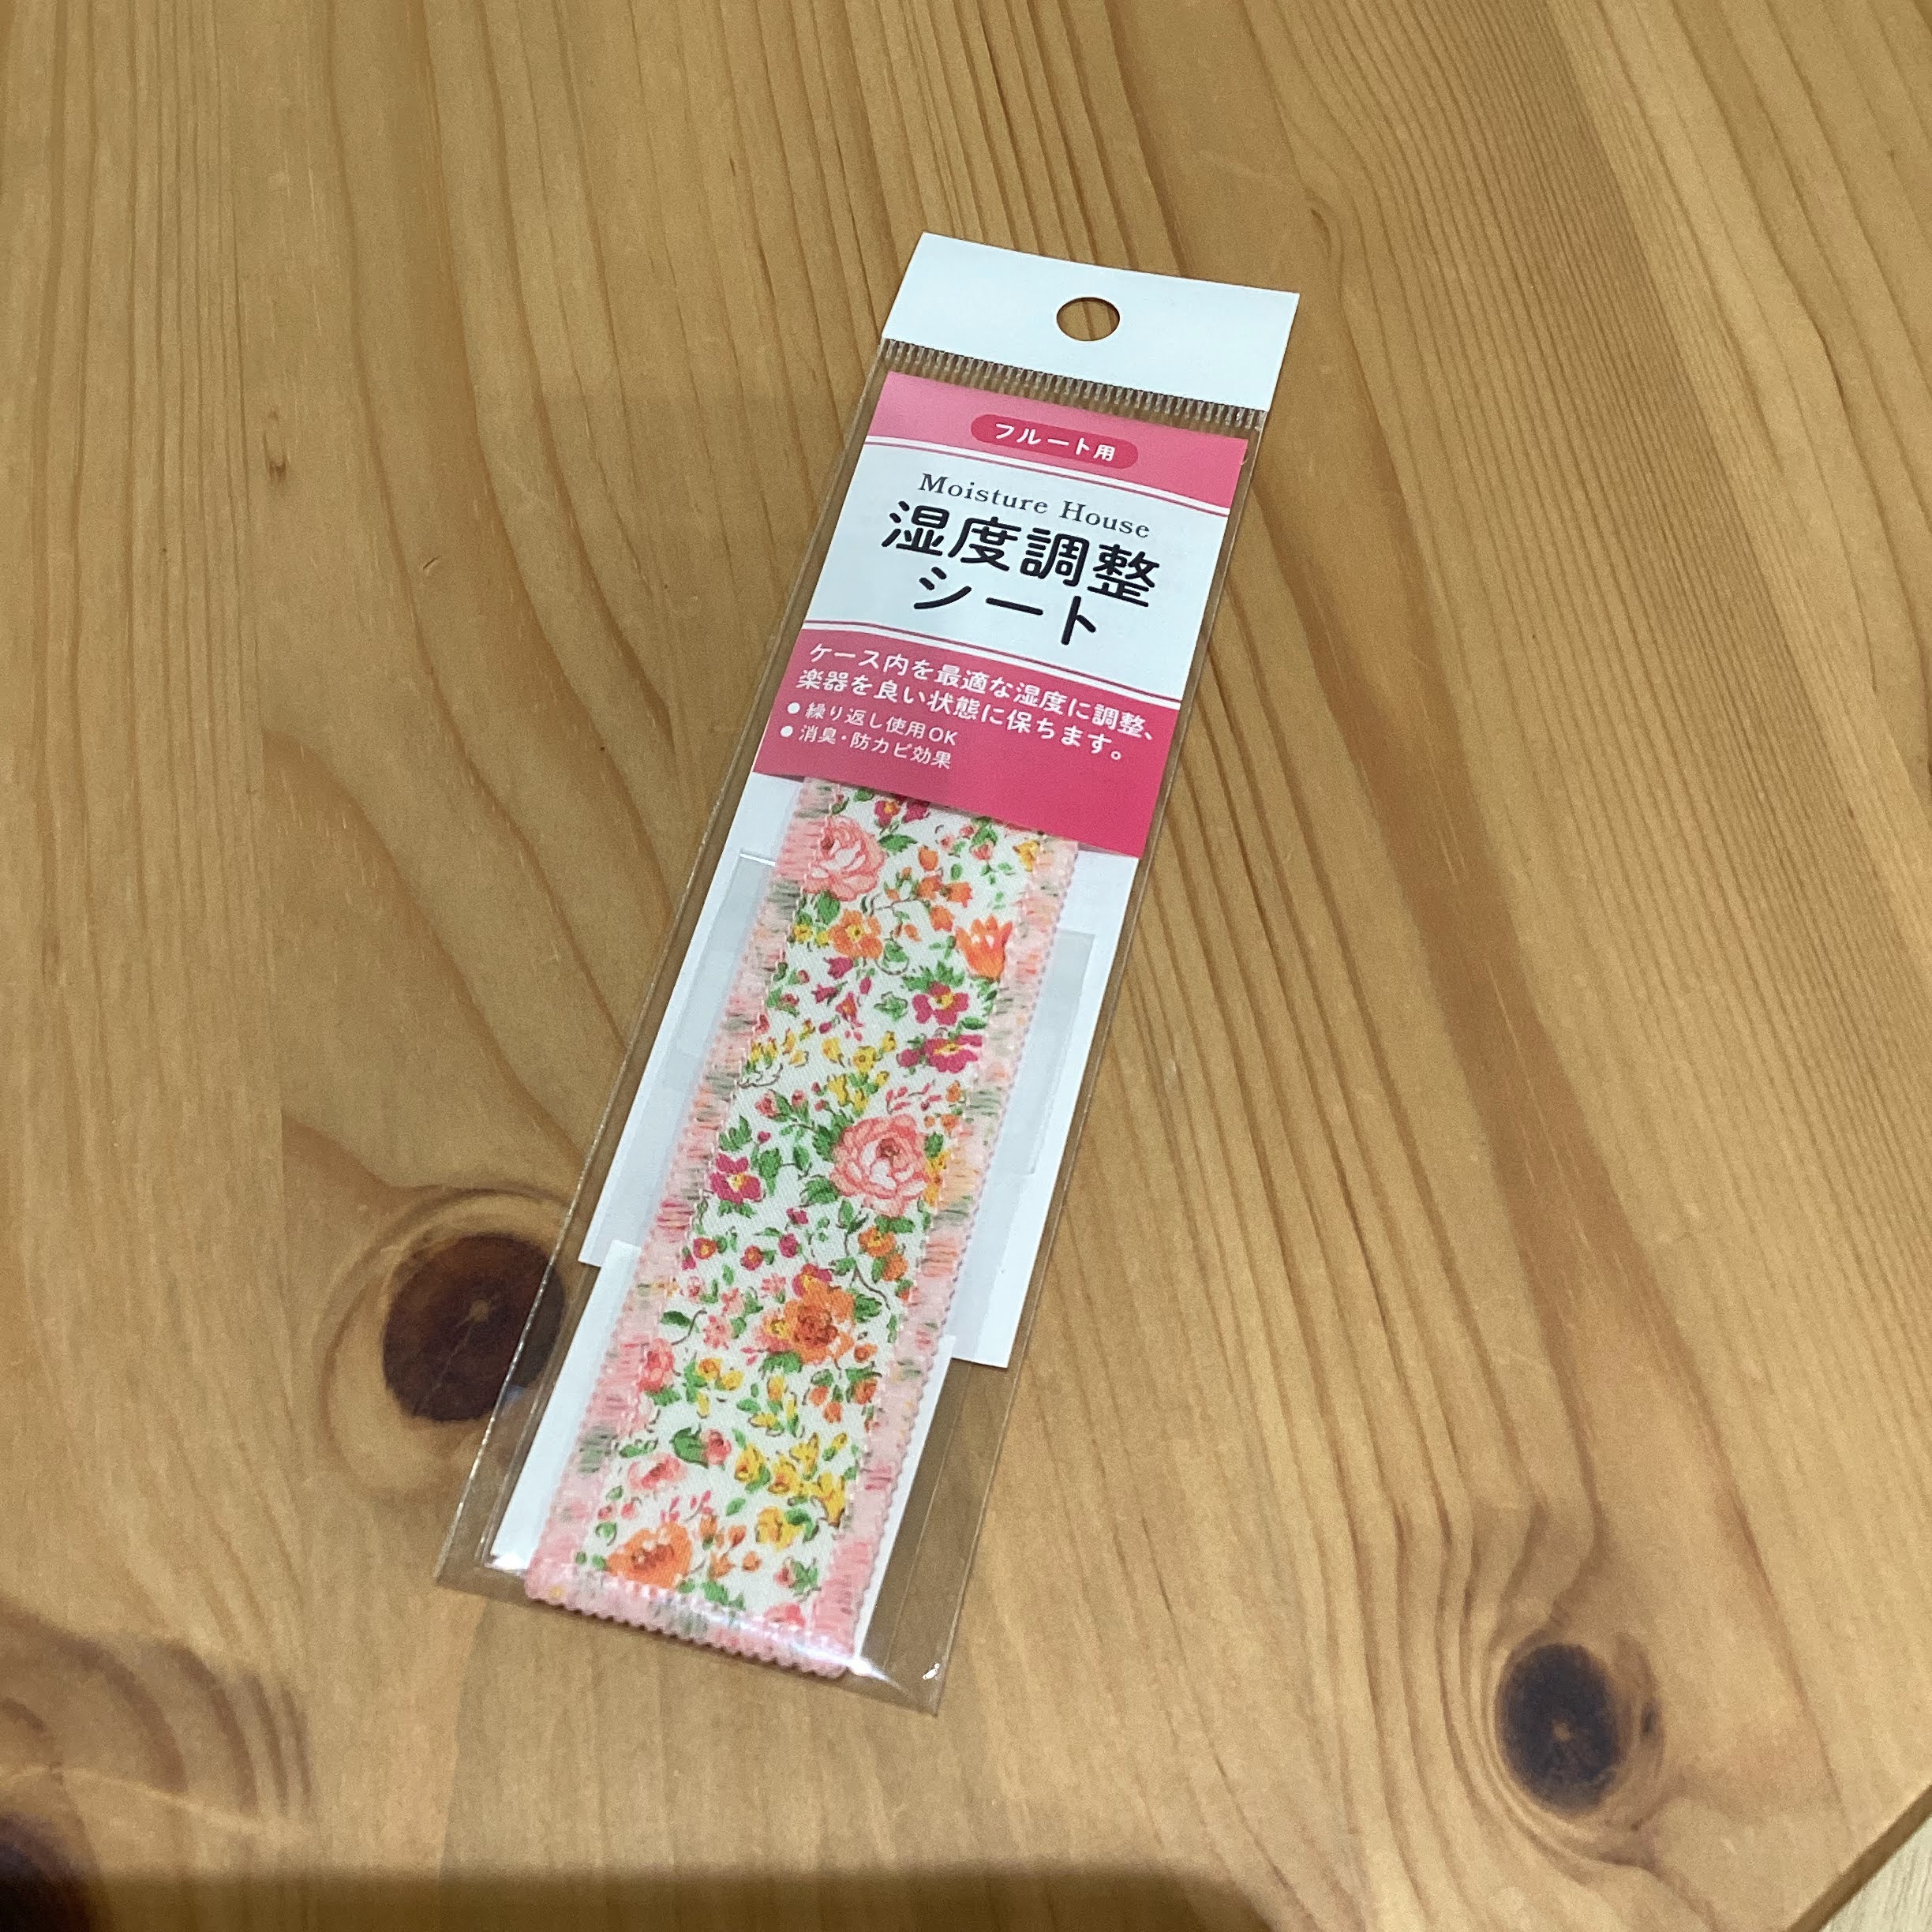 フルート用
Moisture House
湿度調整
シート
ケース内を最適な湿度に調整、
楽器を良い状態に保ちます。
●繰り返し使用OK
●消臭・防カビ効果